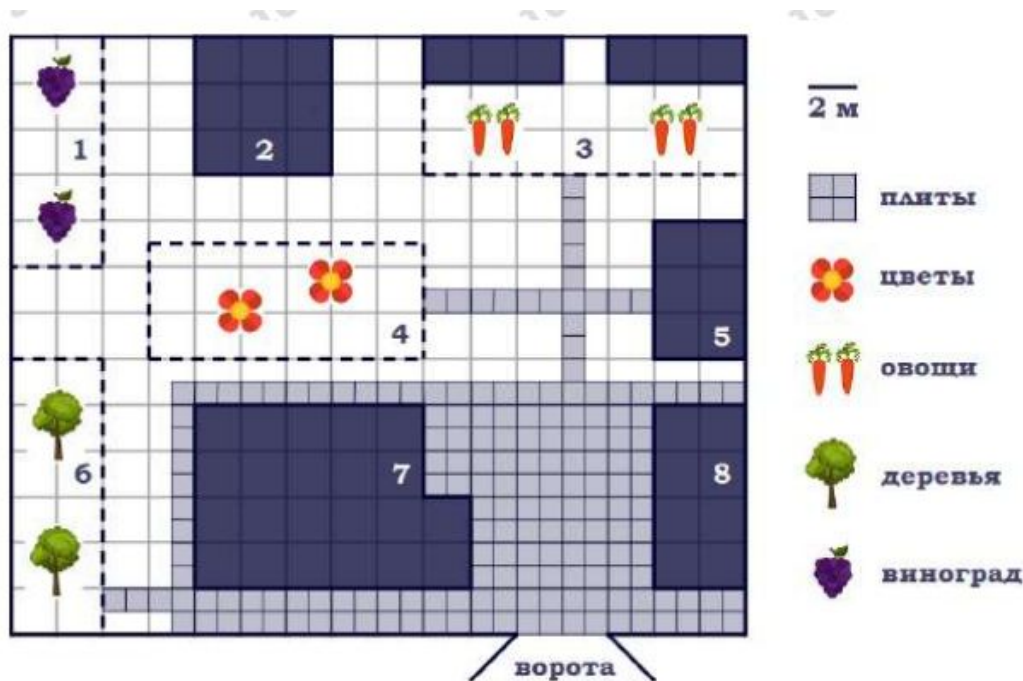 1
2
3
4
5
6
7
8
ворота
2 м
плиты
цветы
овощи
деревья
виноград